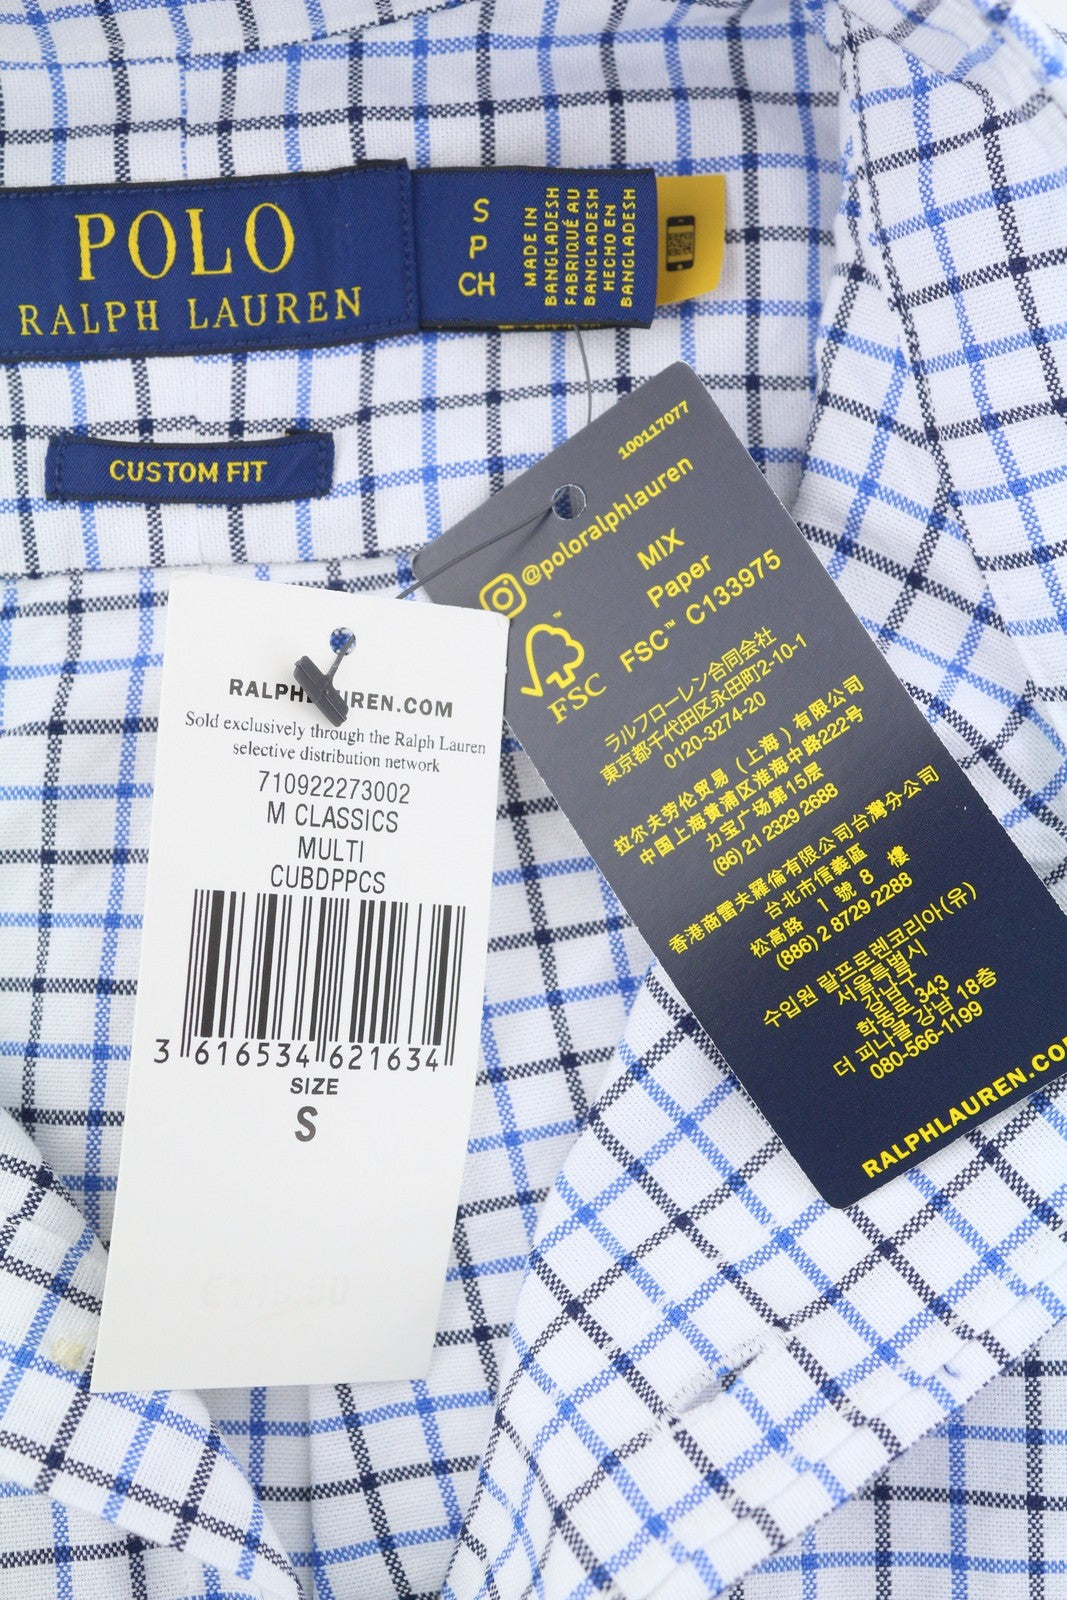 POLO
RALPH LAUREN
S
P
CH
MADE IN
BANGLADESH
FABRIQUÉ AU
BANGLADESH
HECHO EN
BANGLADESH
CUSTOM FIT
RALPH LAUREN.COM
Sold exclusively through the Ralph Lauren
selective distribution network
710922273002
M CLASSICS
MULTI
CUBDPPCS
3 616534 621634
SIZE
S
100117077
@poloralphlauren
MIX
Paper
FSC™ C133975
FSC
ラルフローレン合同会社
東京都千代田区永田町2-10-1
0120-3274-20
拉尔夫劳伦贸易（上海）有限公司
中国上海黄浦区淮海中路222号
力宝广场第15层
(86) 21 2329 2688
香港商雷夫羅倫有限公司台灣分公司
台北市信義區
松高路 1 號 8 樓
(886) 2 8729 2288
수입원 랄프로렌코리아(유)
서울특별시
강남구
학동로 343
더 피나클 강남 18층
080-566-1199
RALPHLAUREN.CO